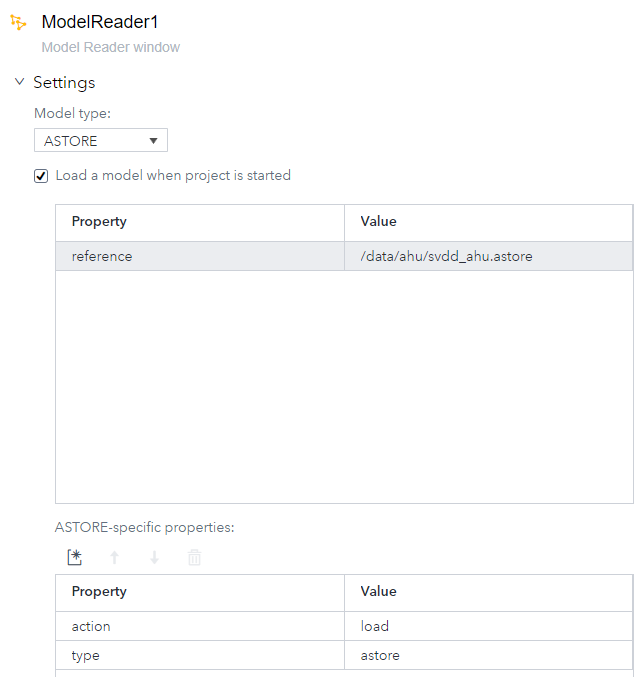 ModelReader1
Model Reader window
Settings
Model type:
ASTORE
Load a model when project is started
Property Value
reference /data/ahu/svdd_ahu.astore
ASTORE-specific properties:
Property Value
action load
type astore